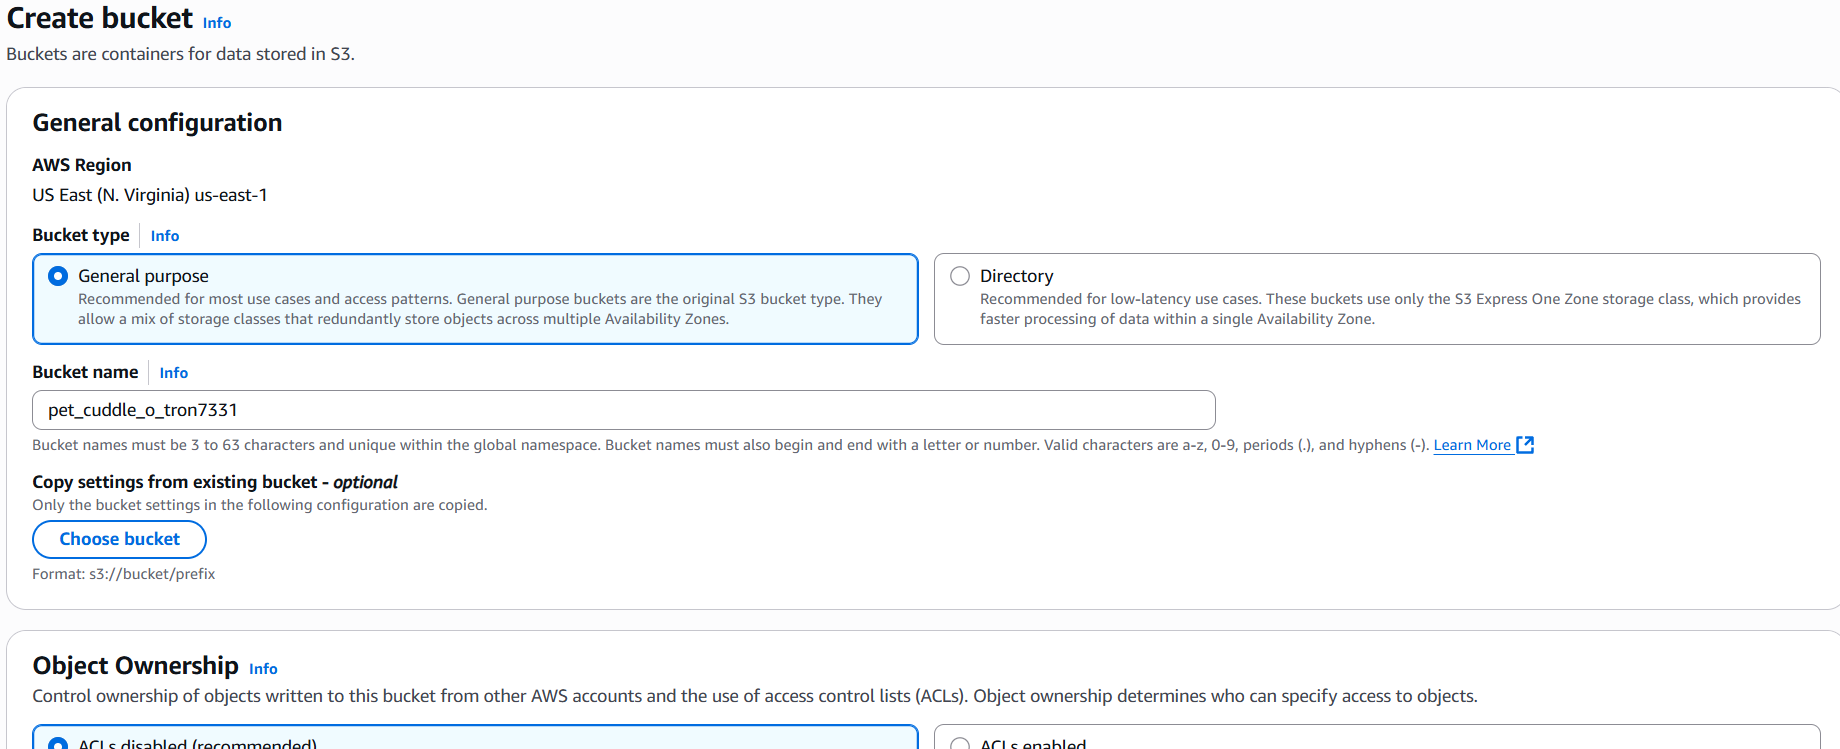 Create bucket Info
Buckets are containers for data stored in S3.
General configuration
AWS Region
US East (N. Virginia) us-east-1
Bucket type Info
General purpose
Recommended for most use cases and access patterns. General purpose buckets are the original S3 bucket type. They
allow a mix of storage classes that redundantly store objects across multiple Availability Zones.
Directory
Recommended for low-latency use cases. These buckets use only the S3 Express One Zone storage class, which provides
faster processing of data within a single Availability Zone.
Bucket name Info
pet_cuddle_o_tron7331
Bucket names must be 3 to 63 characters and unique within the global namespace. Bucket names must also begin and end with a letter or number. Valid characters are a-z, 0-9, periods (.), and hyphens (-). Learn More
Copy settings from existing bucket - optional
Only the bucket settings in the following configuration are copied.
Choose bucket
Format: s3://bucket/prefix
Object Ownership Info
Control ownership of objects written to this bucket from other AWS accounts and the use of access control lists (ACLs). Object ownership determines who can specify access to objects.
ACLs disabled (recommended)
ACLs enabled